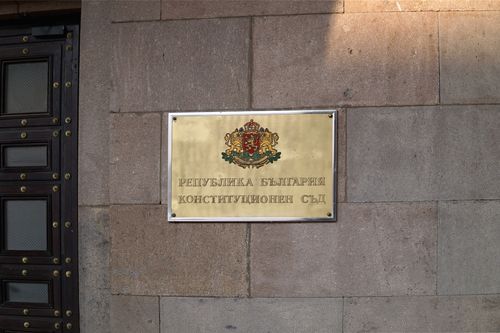 РЕПУБЛИКА БЪЛГАРИЯ
КОНСТИТУЦИОНЕН СЪД